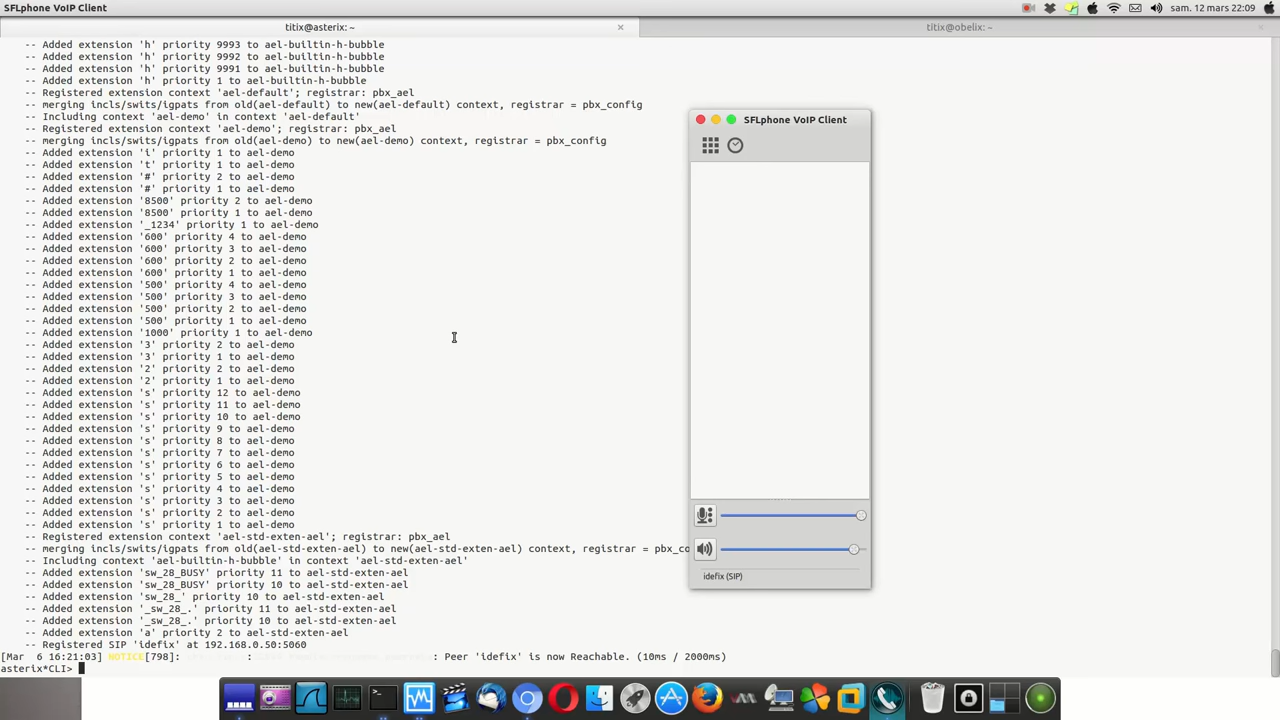 SFLphone VoIP Client
sam. 12 mars 22:09
titix@asterix: ~
titix@obelix: ~
-- Added extension 'h' priority 9993 to ael-builtin-h-bubble
-- Added extension 'h' priority 9992 to ael-builtin-h-bubble
-- Added extension 'h' priority 9991 to ael-builtin-h-bubble
-- Added extension 'h' priority 1 to ael-builtin-h-bubble
-- Registered extension context 'ael-default'; registrar: pbx_ael
-- merging incls/swits/igpats from old(ael-default) to new(ael-default) context, registrar = pbx_config
-- Including context 'ael-demo' in context 'ael-default'
-- Registered extension context 'ael-demo'; registrar: pbx_ael
-- merging incls/swits/igpats from old(ael-demo) to new(ael-demo) context, registrar = pbx_config
-- Added extension 'i' priority 1 to ael-demo
-- Added extension 't' priority 1 to ael-demo
-- Added extension '#' priority 2 to ael-demo
-- Added extension '#' priority 1 to ael-demo
-- Added extension '8500' priority 2 to ael-demo
-- Added extension '8500' priority 1 to ael-demo
-- Added extension '_1234' priority 1 to ael-demo
-- Added extension '600' priority 4 to ael-demo
-- Added extension '600' priority 3 to ael-demo
-- Added extension '600' priority 2 to ael-demo
-- Added extension '600' priority 1 to ael-demo
-- Added extension '500' priority 4 to ael-demo
-- Added extension '500' priority 3 to ael-demo
-- Added extension '500' priority 2 to ael-demo
-- Added extension '500' priority 1 to ael-demo
-- Added extension '1000' priority 1 to ael-demo
-- Added extension '3' priority 2 to ael-demo
-- Added extension '3' priority 1 to ael-demo
-- Added extension '2' priority 2 to ael-demo
-- Added extension '2' priority 1 to ael-demo
-- Added extension 's' priority 12 to ael-demo
-- Added extension 's' priority 11 to ael-demo
-- Added extension 's' priority 10 to ael-demo
-- Added extension 's' priority 9 to ael-demo
-- Added extension 's' priority 8 to ael-demo
-- Added extension 's' priority 7 to ael-demo
-- Added extension 's' priority 6 to ael-demo
-- Added extension 's' priority 5 to ael-demo
-- Added extension 's' priority 4 to ael-demo
-- Added extension 's' priority 3 to ael-demo
-- Added extension 's' priority 2 to ael-demo
-- Added extension 's' priority 1 to ael-demo
-- Registered extension context 'ael-std-exten-ael'; registrar: pbx_ael
-- merging incls/swits/igpats from old(ael-std-exten-ael) to new(ael-std-exten-ael) context, registrar = pbx_co
-- Including context 'ael-builtin-h-bubble' in context 'ael-std-exten-ael'
-- Added extension 'sw_28_BUSY' priority 11 to ael-std-exten-ael
-- Added extension 'sw_28_BUSY' priority 10 to ael-std-exten-ael
-- Added extension 'sw_28_' priority 10 to ael-std-exten-ael
-- Added extension '_sw_28_.' priority 11 to ael-std-exten-ael
-- Added extension '_sw_28_.' priority 10 to ael-std-exten-ael
-- Added extension 'a' priority 2 to ael-std-exten-ael
-- Registered SIP 'idefix' at 192.168.0.50:5060
[Mar  6 16:21:03] NOTICE[798]: : : Peer 'idefix' is now Reachable. (10ms / 2000ms)
asterix*CLI>
SFLphone VoIP Client
idefix (SIP)